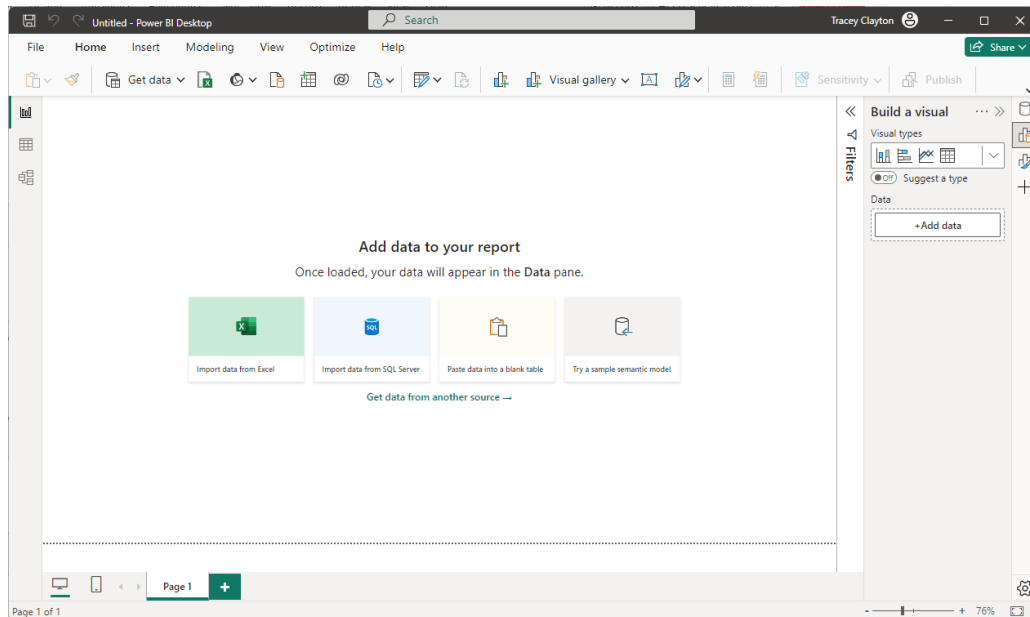 Untitled - Power BI Desktop
Search
Tracey Clayton
File Home Insert Modeling View Optimize Help
Share
Get data
Visual gallery
A
Sensitivity
Publish
Build a visual
Visual types
Off Suggest a type
Data
+Add data
Filters
Add data to your report
Once loaded, your data will appear in the Data pane.
SQL
Import data from Excel
Import data from SQL Server
Paste data into a blank table
Try a sample semantic model
Get data from another source →
Page 1
Page 1 of 1
- + 76%